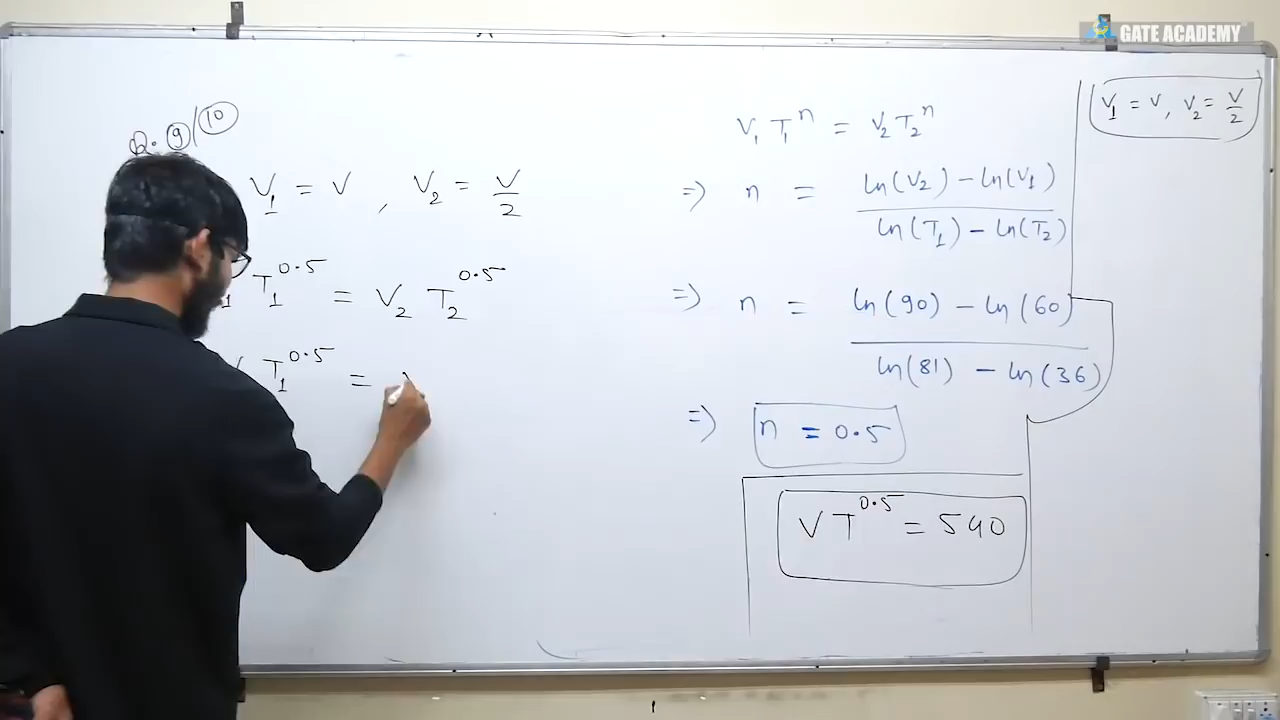 GATE ACADEMY
Q. 9/10
V₁ = V , V₂ = V/2
T₁^0.5 = V₂ T₂^0.5
T₁^0.5 =
V₁ T₁^n = V₂ T₂^n
=> n = ln(V₂) - ln(V₁) / ln(T₁) - ln(T₂)
=> n = ln(90) - ln(60) / ln(81) - ln(36)
=> n = 0.5
V T^0.5 = 540
V₁ = V, V₂ = V/2